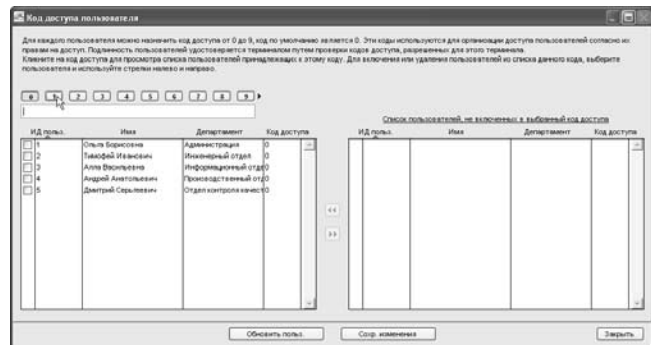 Код доступа пользователя
Для каждого пользователя можно назначить код доступа от 0 до 9, код по умолчанию является 0. Эти коды используются для организации доступа пользователей согласно их
правам на доступ. Подлинность пользователей удостоверяется терминалом путем проверки кодов доступа, разрешенных для этого терминала.
Кликните на код доступа для просмотра списка пользователей принадлежащих к этому коду. Для включения или удаления пользователей из списка данного кода, выберите
пользователя и используйте стрелки налево и направо.
0 1 2 3 4 5 6 7 8 9
Список пользователей, не включенных в выбранный код доступа
ИД польз. Имя Департамент Код доступа ИД польз. Имя Департамент Код доступа
1 Ольга Борисовна Администрация 0
2 Тимофей Иванович Инженерный отдел 0
3 Алла Васильевна Информационный отде 0
4 Андрей Анатольевич Производственный отд 0
5 Дмитрий Сергеевич Отдел контроля качест 0
<<
>>
Обновить польз. Сохр. изменения Закрыть